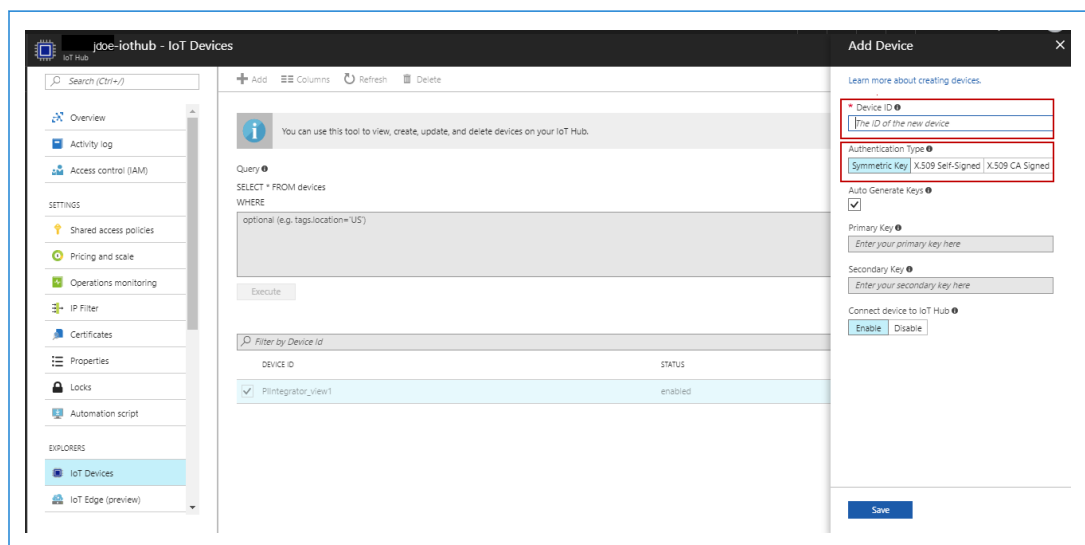 jdoe-iothub - IoT Devices
IoT Hub
Search (Ctrl+/)
Overview
Activity log
Access control (IAM)
SETTINGS
Shared access policies
Pricing and scale
Operations monitoring
IP Filter
Certificates
Properties
Locks
Automation script
EXPLORERS
IoT Devices
IoT Edge (preview)
Add Columns Refresh Delete
You can use this tool to view, create, update, and delete devices on your IoT Hub.
Query
SELECT * FROM devices
WHERE
optional (e.g. tags.location='US')
Execute
Filter by Device Id
DEVICE ID STATUS
PIintegrator_view1 enabled
Add Device
Learn more about creating devices.
* Device ID
The ID of the new device
Authentication Type
Symmetric Key X.509 Self-Signed X.509 CA Signed
Auto Generate Keys
Primary Key
Enter your primary key here
Secondary Key
Enter your secondary key here
Connect device to IoT Hub
Enable Disable
Save